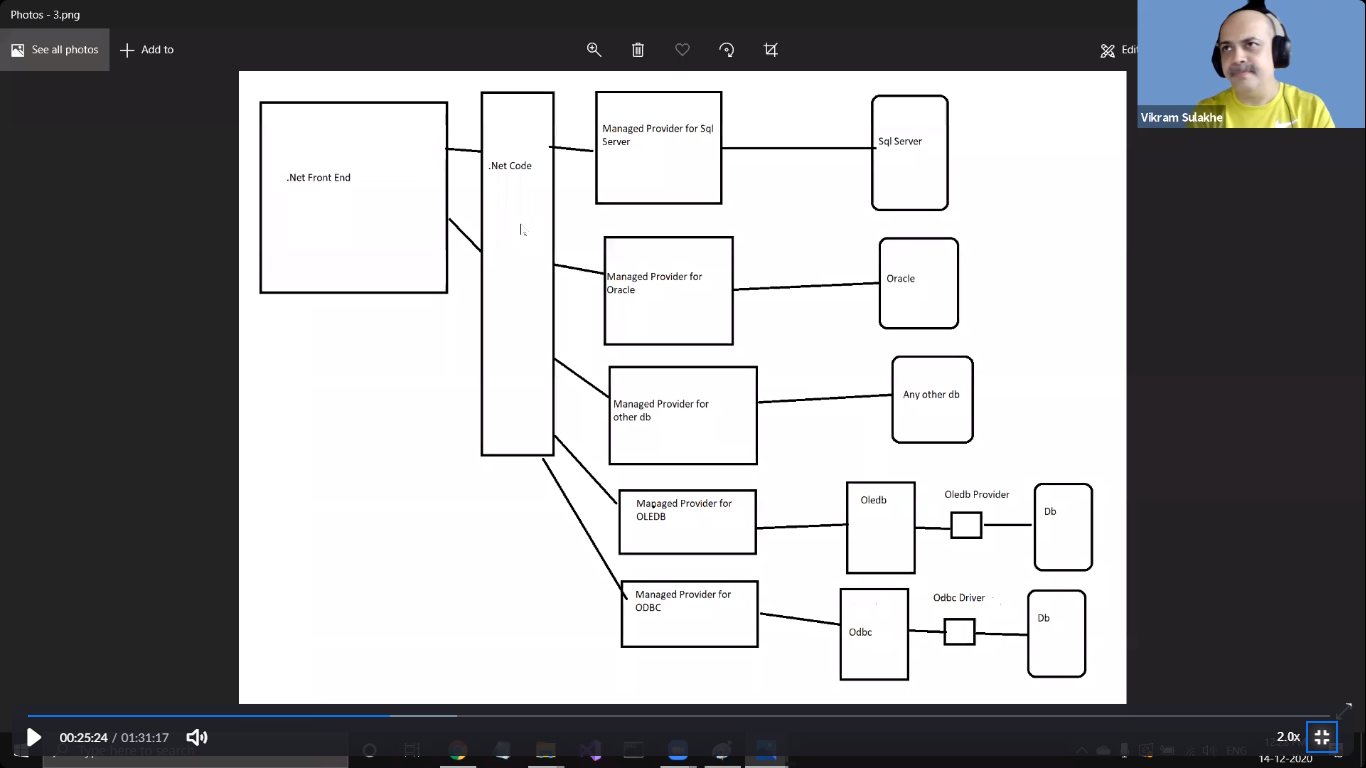 Photos - 3.png
See all photos
Add to
Edit
Vikram Sulakhe
.Net Front End
.Net Code
Managed Provider for Sql
Server
Sql Server
Managed Provider for
Oracle
Oracle
Managed Provider for
other db
Any other db
Managed Provider for
OLEDB
Oledb
Oledb Provider
Db
Managed Provider for
ODBC
Odbc
Odbc Driver
Db
00:25:24 / 01:31:17
2.0x
Type here to search
ENG
14-12-2020